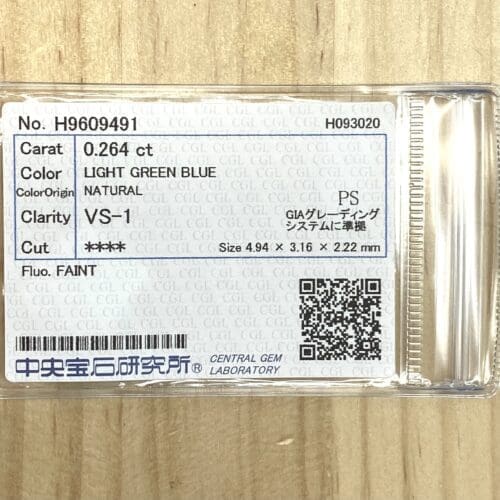 No. H9609491 H093020
Carat 0.264 ct
Color LIGHT GREEN BLUE
ColorOrigin NATURAL
Clarity VS-1 PS
GIAグレーディング
システムに準拠
Cut **** Size 4.94 × 3.16 × 2.22 mm
Fluo. FAINT
中央宝石研究所® CENTRAL GEM
LABORATORY